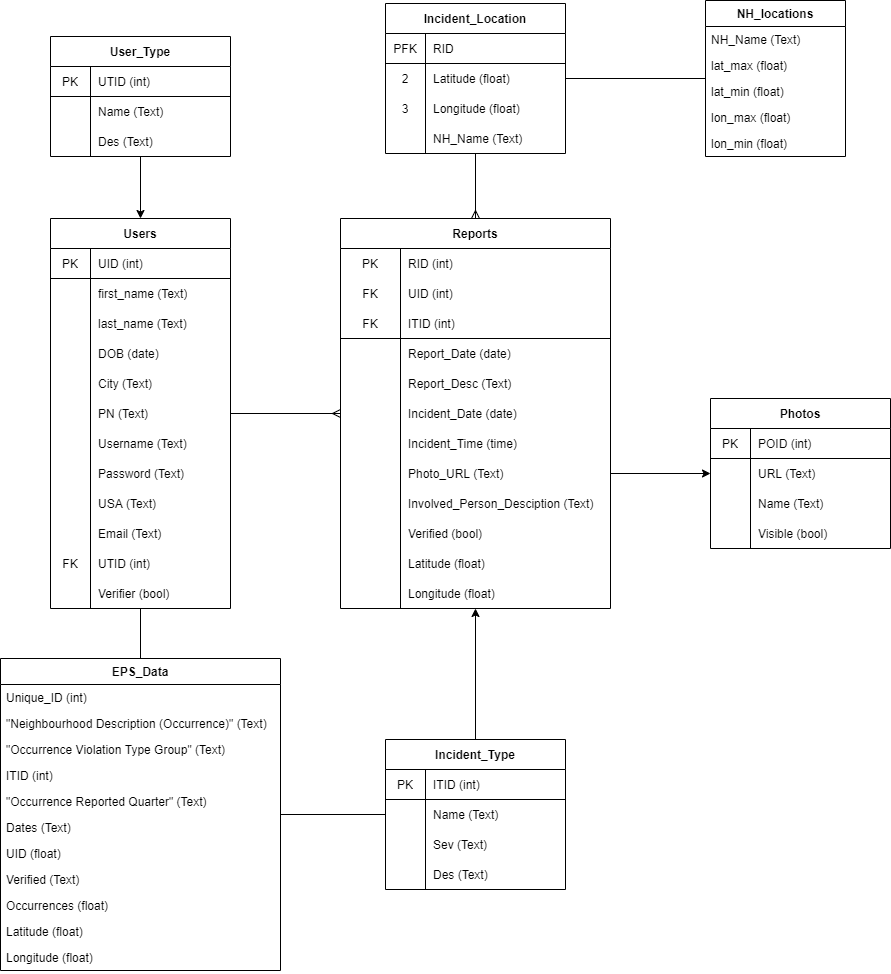 User_Type
PK UTID (int)
Name (Text)
Des (Text)
Incident_Location
PFK RID
2 Latitude (float)
3 Longitude (float)
NH_Name (Text)
NH_locations
NH_Name (Text)
lat_max (float)
lat_min (float)
lon_max (float)
lon_min (float)
Users
PK UID (int)
first_name (Text)
last_name (Text)
DOB (date)
City (Text)
PN (Text)
Username (Text)
Password (Text)
USA (Text)
Email (Text)
FK UTID (int)
Verifier (bool)
Reports
PK RID (int)
FK UID (int)
FK ITID (int)
Report_Date (date)
Report_Desc (Text)
Incident_Date (date)
Incident_Time (time)
Photo_URL (Text)
Involved_Person_Desciption (Text)
Verified (bool)
Latitude (float)
Longitude (float)
Photos
PK POID (int)
URL (Text)
Name (Text)
Visible (bool)
EPS_Data
Unique_ID (int)
"Neighbourhood Description (Occurrence)" (Text)
"Occurrence Violation Type Group" (Text)
ITID (int)
"Occurrence Reported Quarter" (Text)
Dates (Text)
UID (float)
Verified (Text)
Occurrences (float)
Latitude (float)
Longitude (float)
Incident_Type
PK ITID (int)
Name (Text)
Sev (Text)
Des (Text)